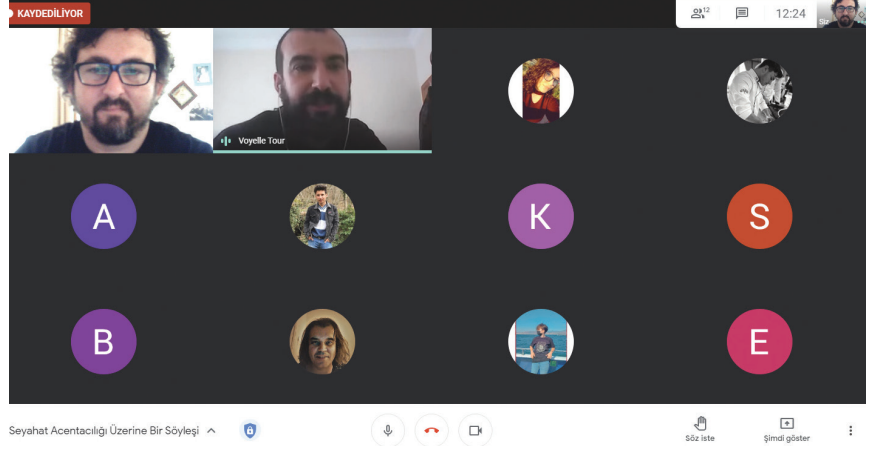 KAYDEDİLİYOR
12
12:24
Siz
Voyelle Tour
A
K
S
B
E
Seyahat Acentacılığı Üzerine Bir Söyleşi
Söz iste
Şimdi göster